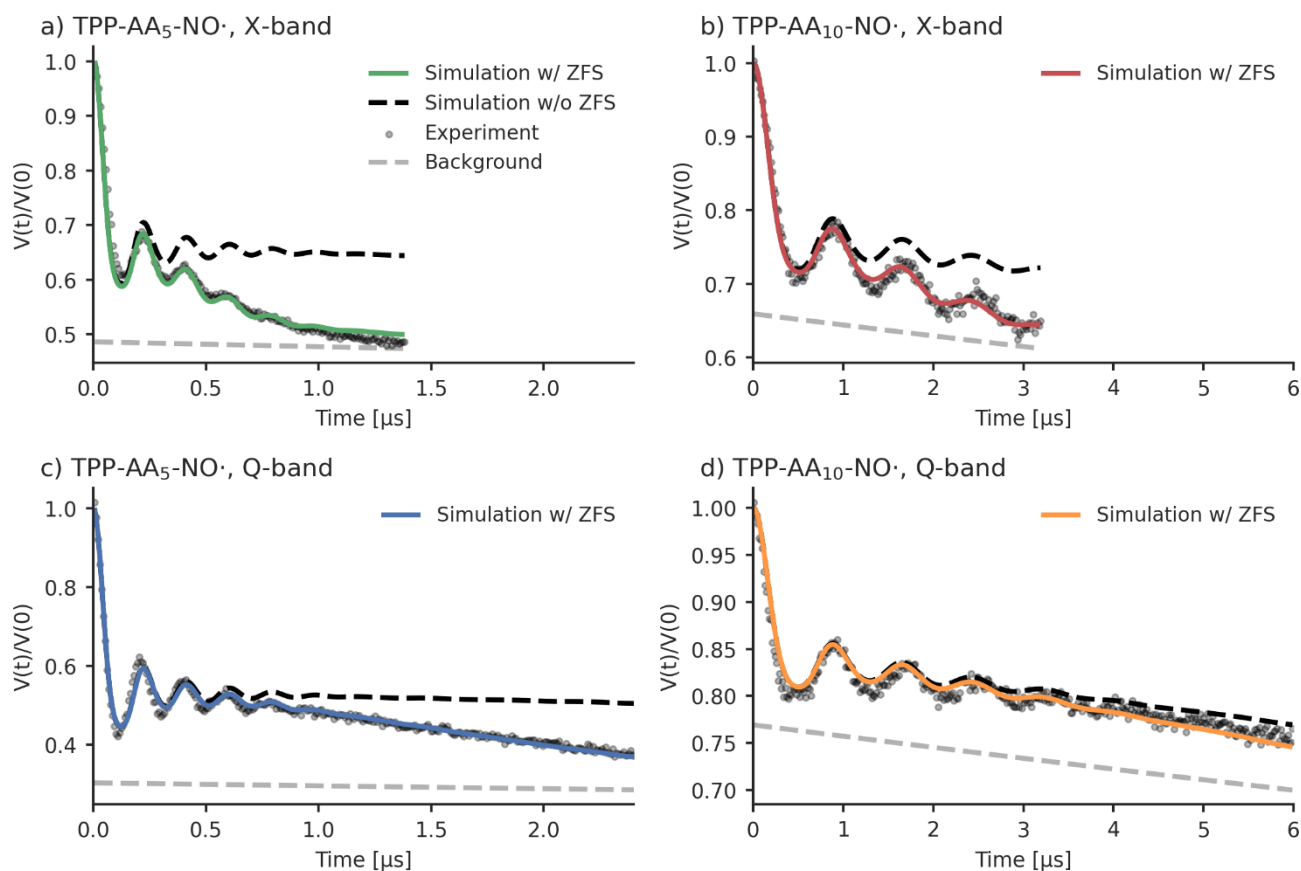 a) TPP-AA₅-NO·, X-band
Simulation w/ ZFS
Simulation w/o ZFS
Experiment
Background
V(t)/V(0)
1.0
0.9
0.8
0.7
0.6
0.5
0.0 0.5 1.0 1.5 2.0
Time [µs]
b) TPP-AA₁₀-NO·, X-band
Simulation w/ ZFS
V(t)/V(0)
1.0
0.9
0.8
0.7
0.6
0 1 2 3 4 5 6
Time [µs]
c) TPP-AA₅-NO·, Q-band
Simulation w/ ZFS
V(t)/V(0)
1.0
0.8
0.6
0.4
0.0 0.5 1.0 1.5 2.0
Time [µs]
d) TPP-AA₁₀-NO·, Q-band
Simulation w/ ZFS
V(t)/V(0)
1.00
0.95
0.90
0.85
0.80
0.75
0.70
0 1 2 3 4 5 6
Time [µs]